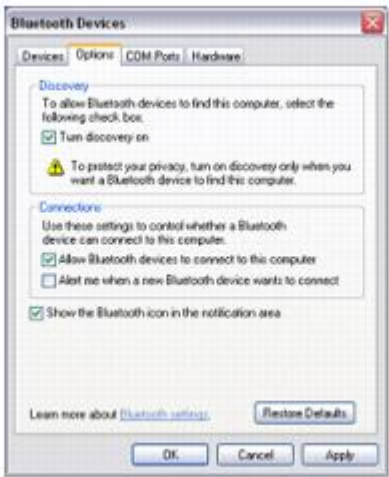 Bluetooth Devices
Devices Options COM Ports Hardware
Discovery
To allow Bluetooth devices to find this computer, select the
following check box.
Turn discovery on
To protect your privacy, turn on discovery only when you
want a Bluetooth device to find this computer.
Connections
Use these settings to control whether a Bluetooth
device can connect to this computer.
Allow Bluetooth devices to connect to this computer
Alert me when a new Bluetooth device wants to connect
Show the Bluetooth icon in the notification area
Learn more about Bluetooth settings. Restore Defaults
OK Cancel Apply